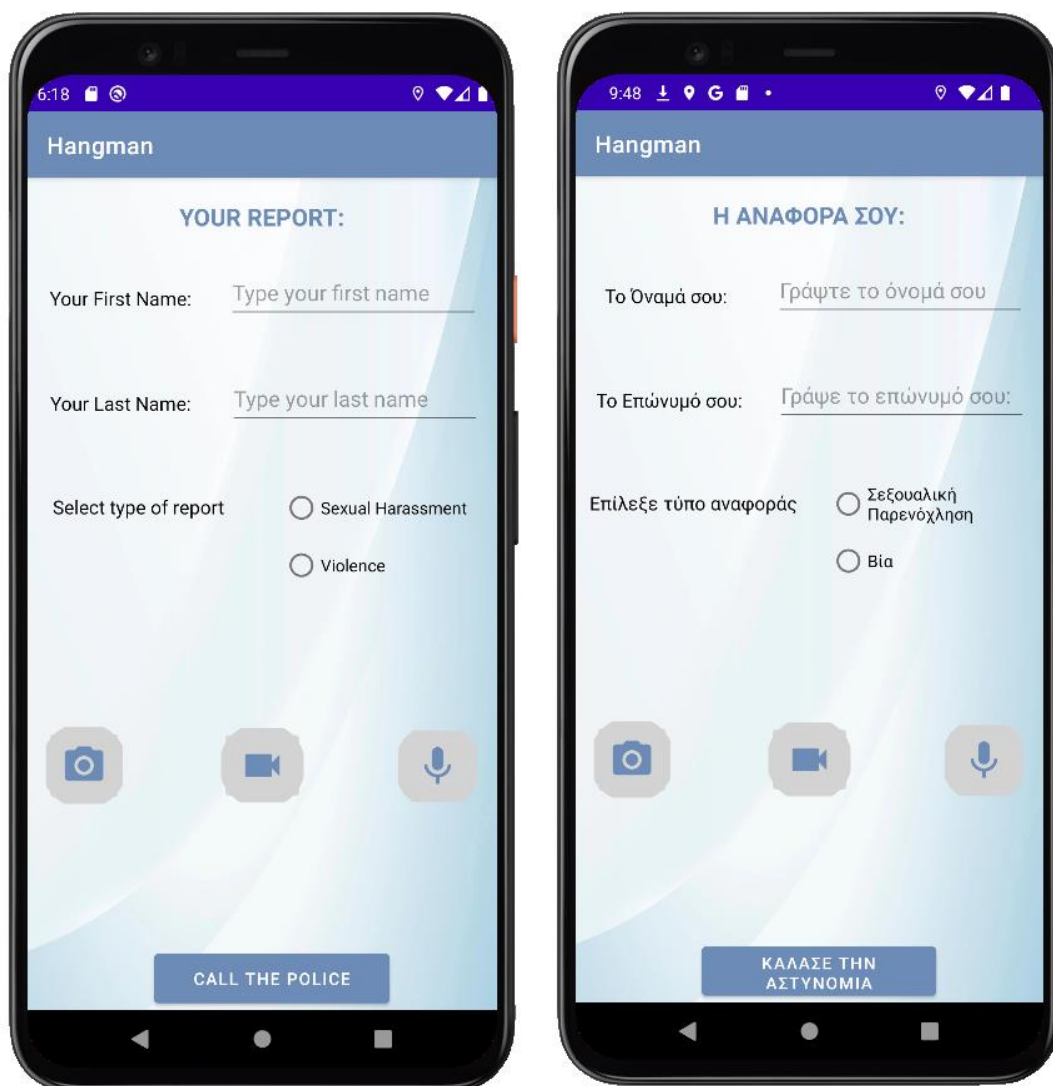 6:18
Hangman
YOUR REPORT:
Your First Name:
Type your first name
Your Last Name:
Type your last name
Select type of report
Sexual Harassment
Violence
CALL THE POLICE
9:48
G
Hangman
Η ΑΝΑΦΟΡΑ ΣΟΥ:
Το Όναμά σου:
Γράψτε το όνομά σου
Το Επώνυμό σου:
Γράψε το επώνυμό σου:
Επίλεξε τύπο αναφοράς
Σεξουαλική
Παρενόχληση
Βία
ΚΑΛΑΣΕ ΤΗΝ
ΑΣΤΥΝΟΜΙΑ